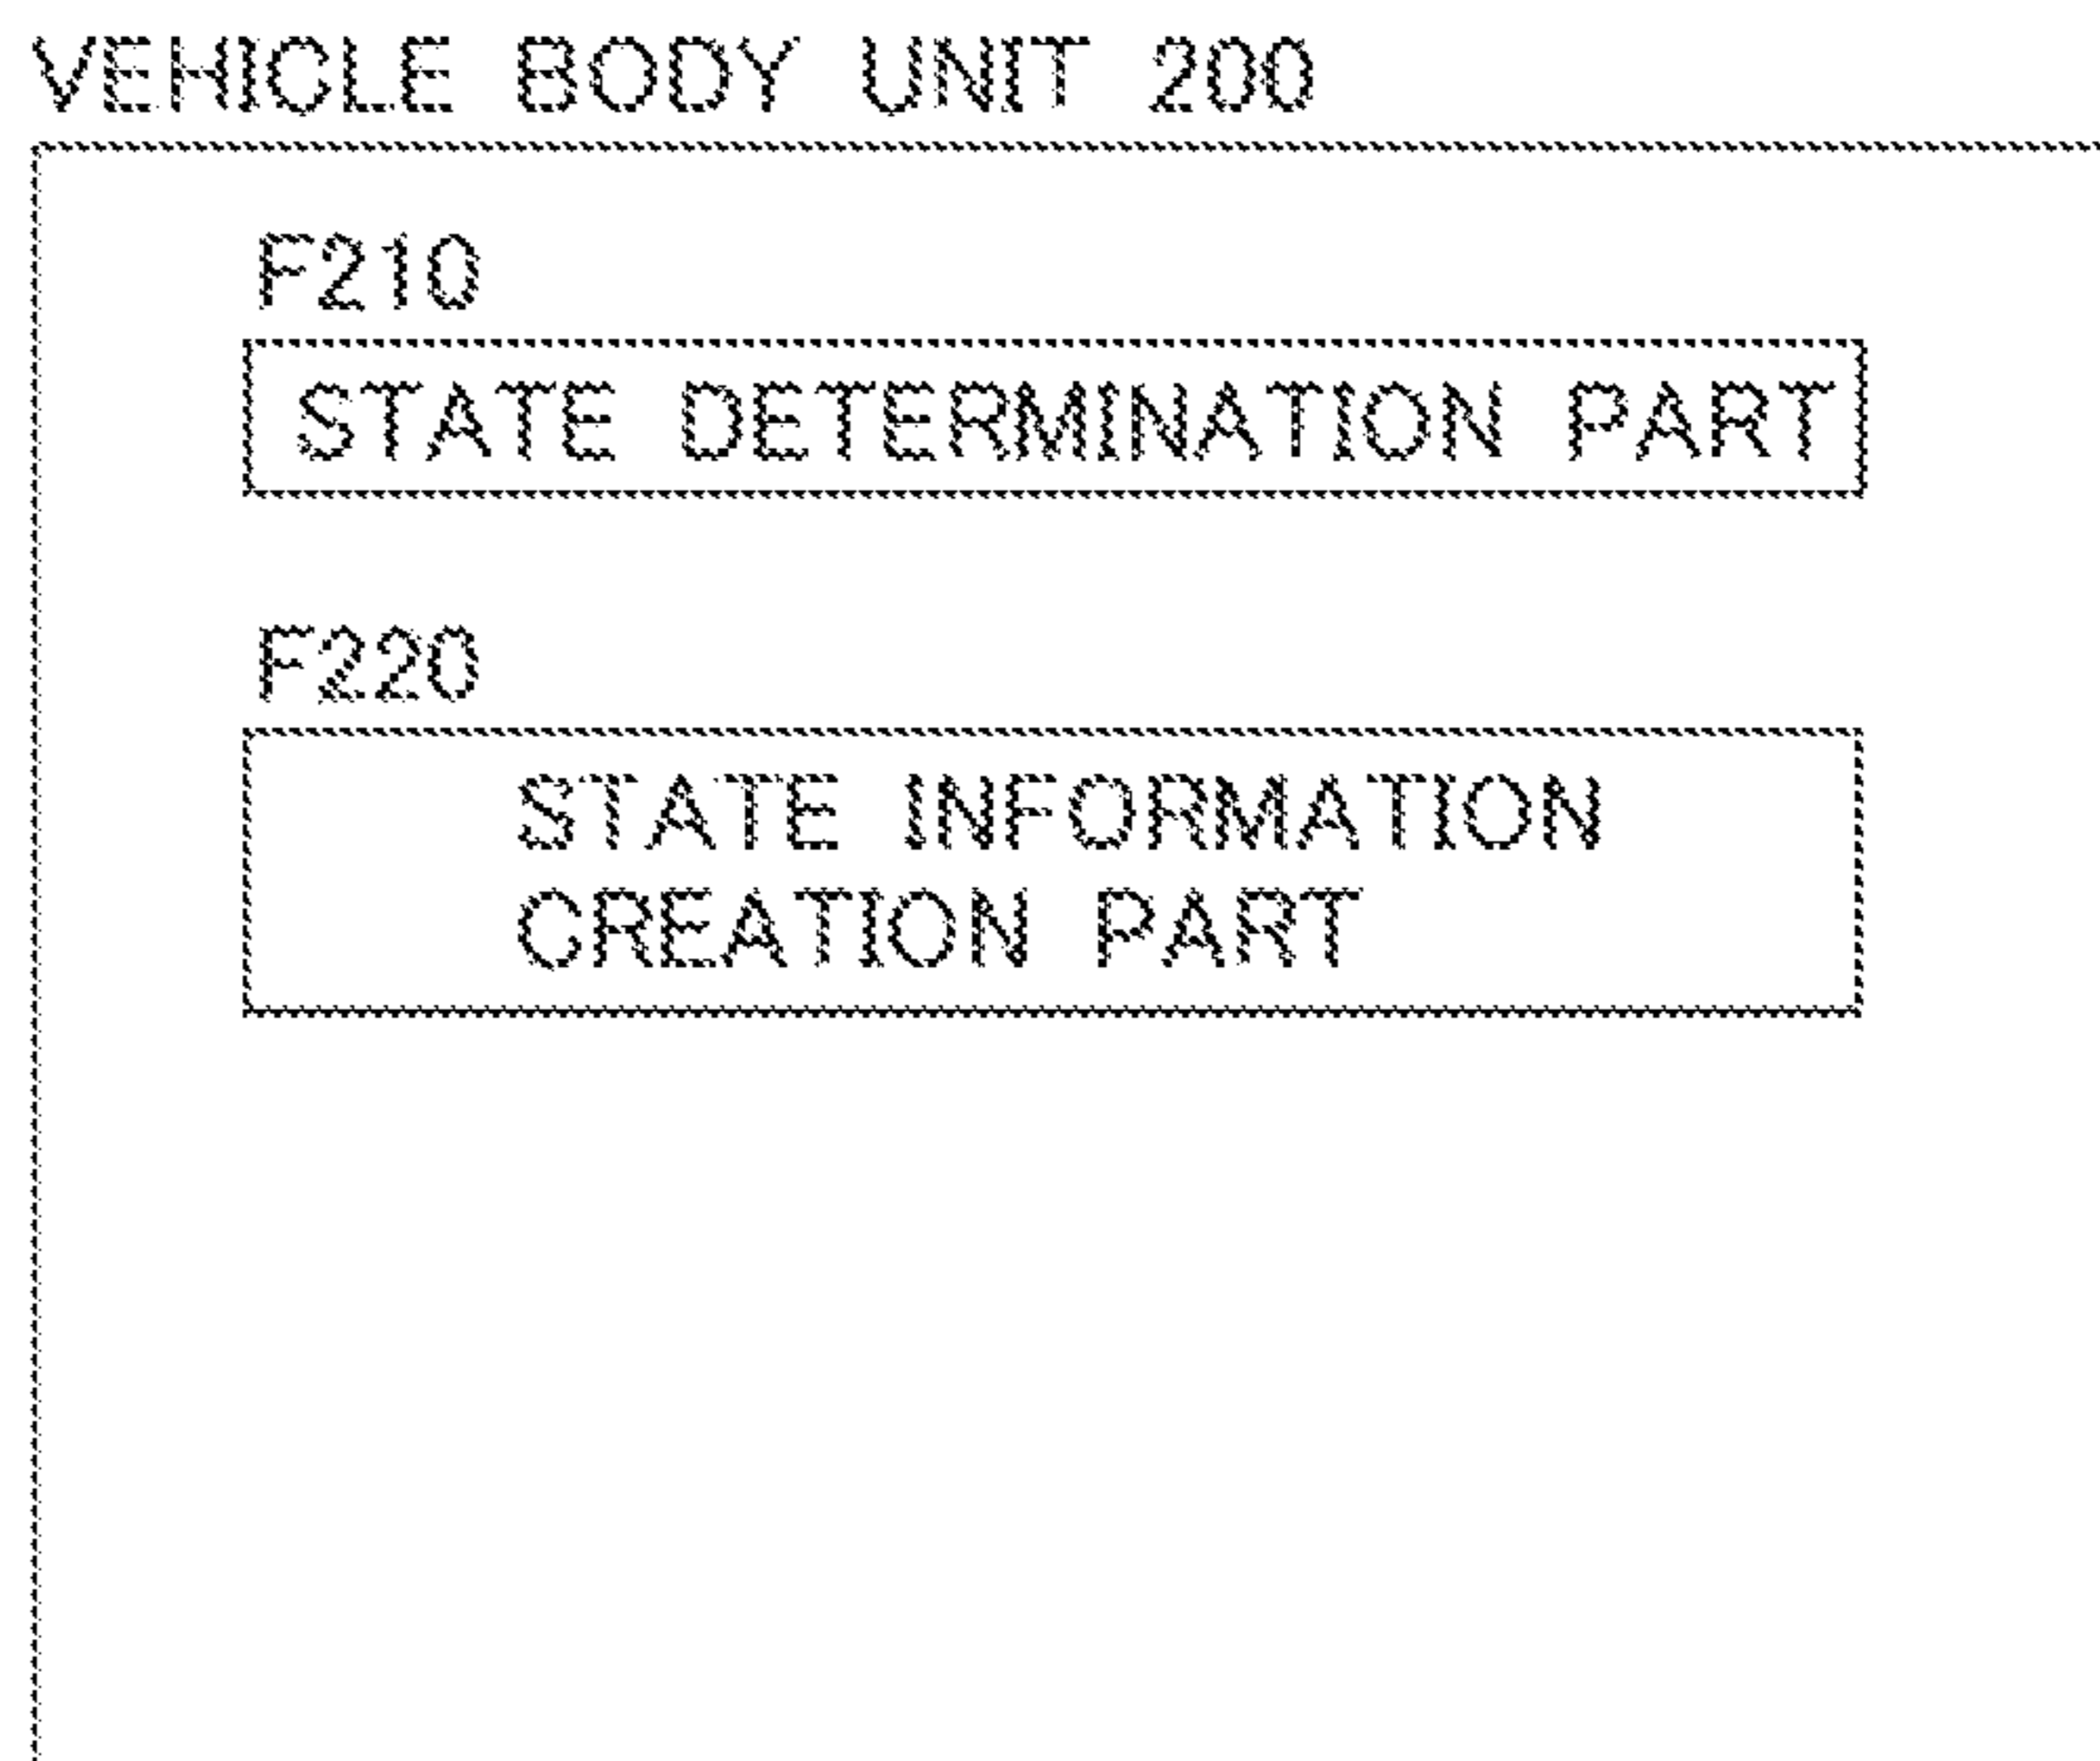 VEHICLE BODY UNIT 200
F210
STATE DETERMINATION PART
F220
STATE INFORMATION
CREATION PART